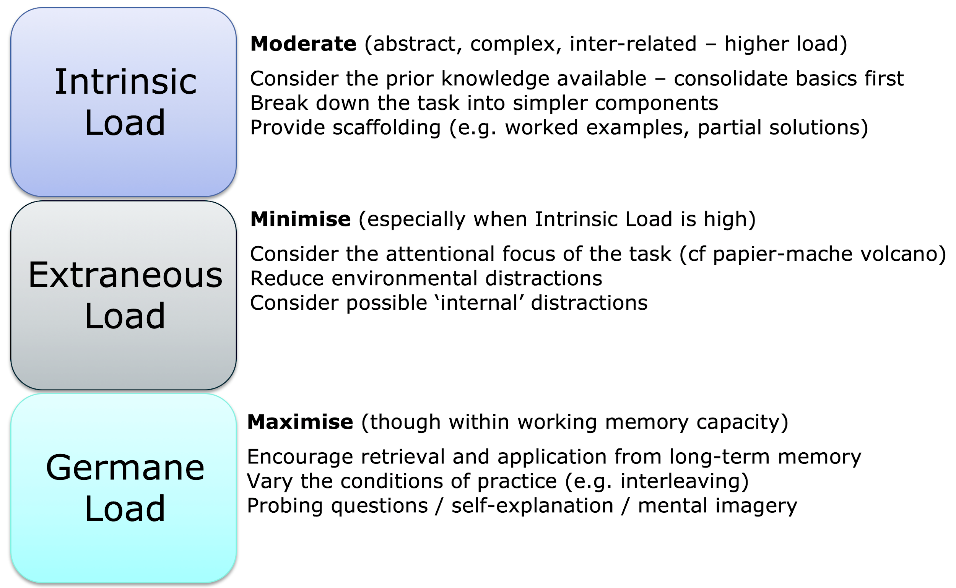 Intrinsic
Load
Moderate (abstract, complex, inter-related – higher load)
Consider the prior knowledge available – consolidate basics first
Break down the task into simpler components
Provide scaffolding (e.g. worked examples, partial solutions)
Extraneous
Load
Minimise (especially when Intrinsic Load is high)
Consider the attentional focus of the task (cf papier-mache volcano)
Reduce environmental distractions
Consider possible ‘internal’ distractions
Germane
Load
Maximise (though within working memory capacity)
Encourage retrieval and application from long-term memory
Vary the conditions of practice (e.g. interleaving)
Probing questions / self-explanation / mental imagery